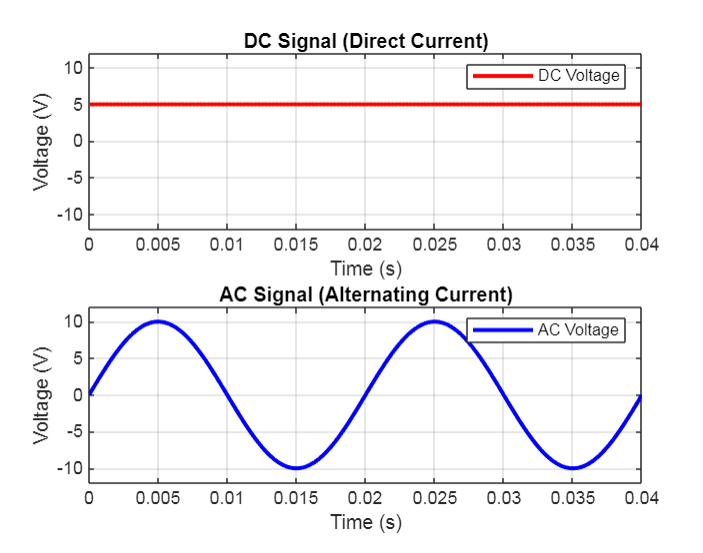 DC Signal (Direct Current)
DC Voltage
Voltage (V)
10
5
0
-5
-10
0 0.005 0.01 0.015 0.02 0.025 0.03 0.035 0.04
Time (s)
AC Signal (Alternating Current)
AC Voltage
Voltage (V)
10
5
0
-5
-10
0 0.005 0.01 0.015 0.02 0.025 0.03 0.035 0.04
Time (s)